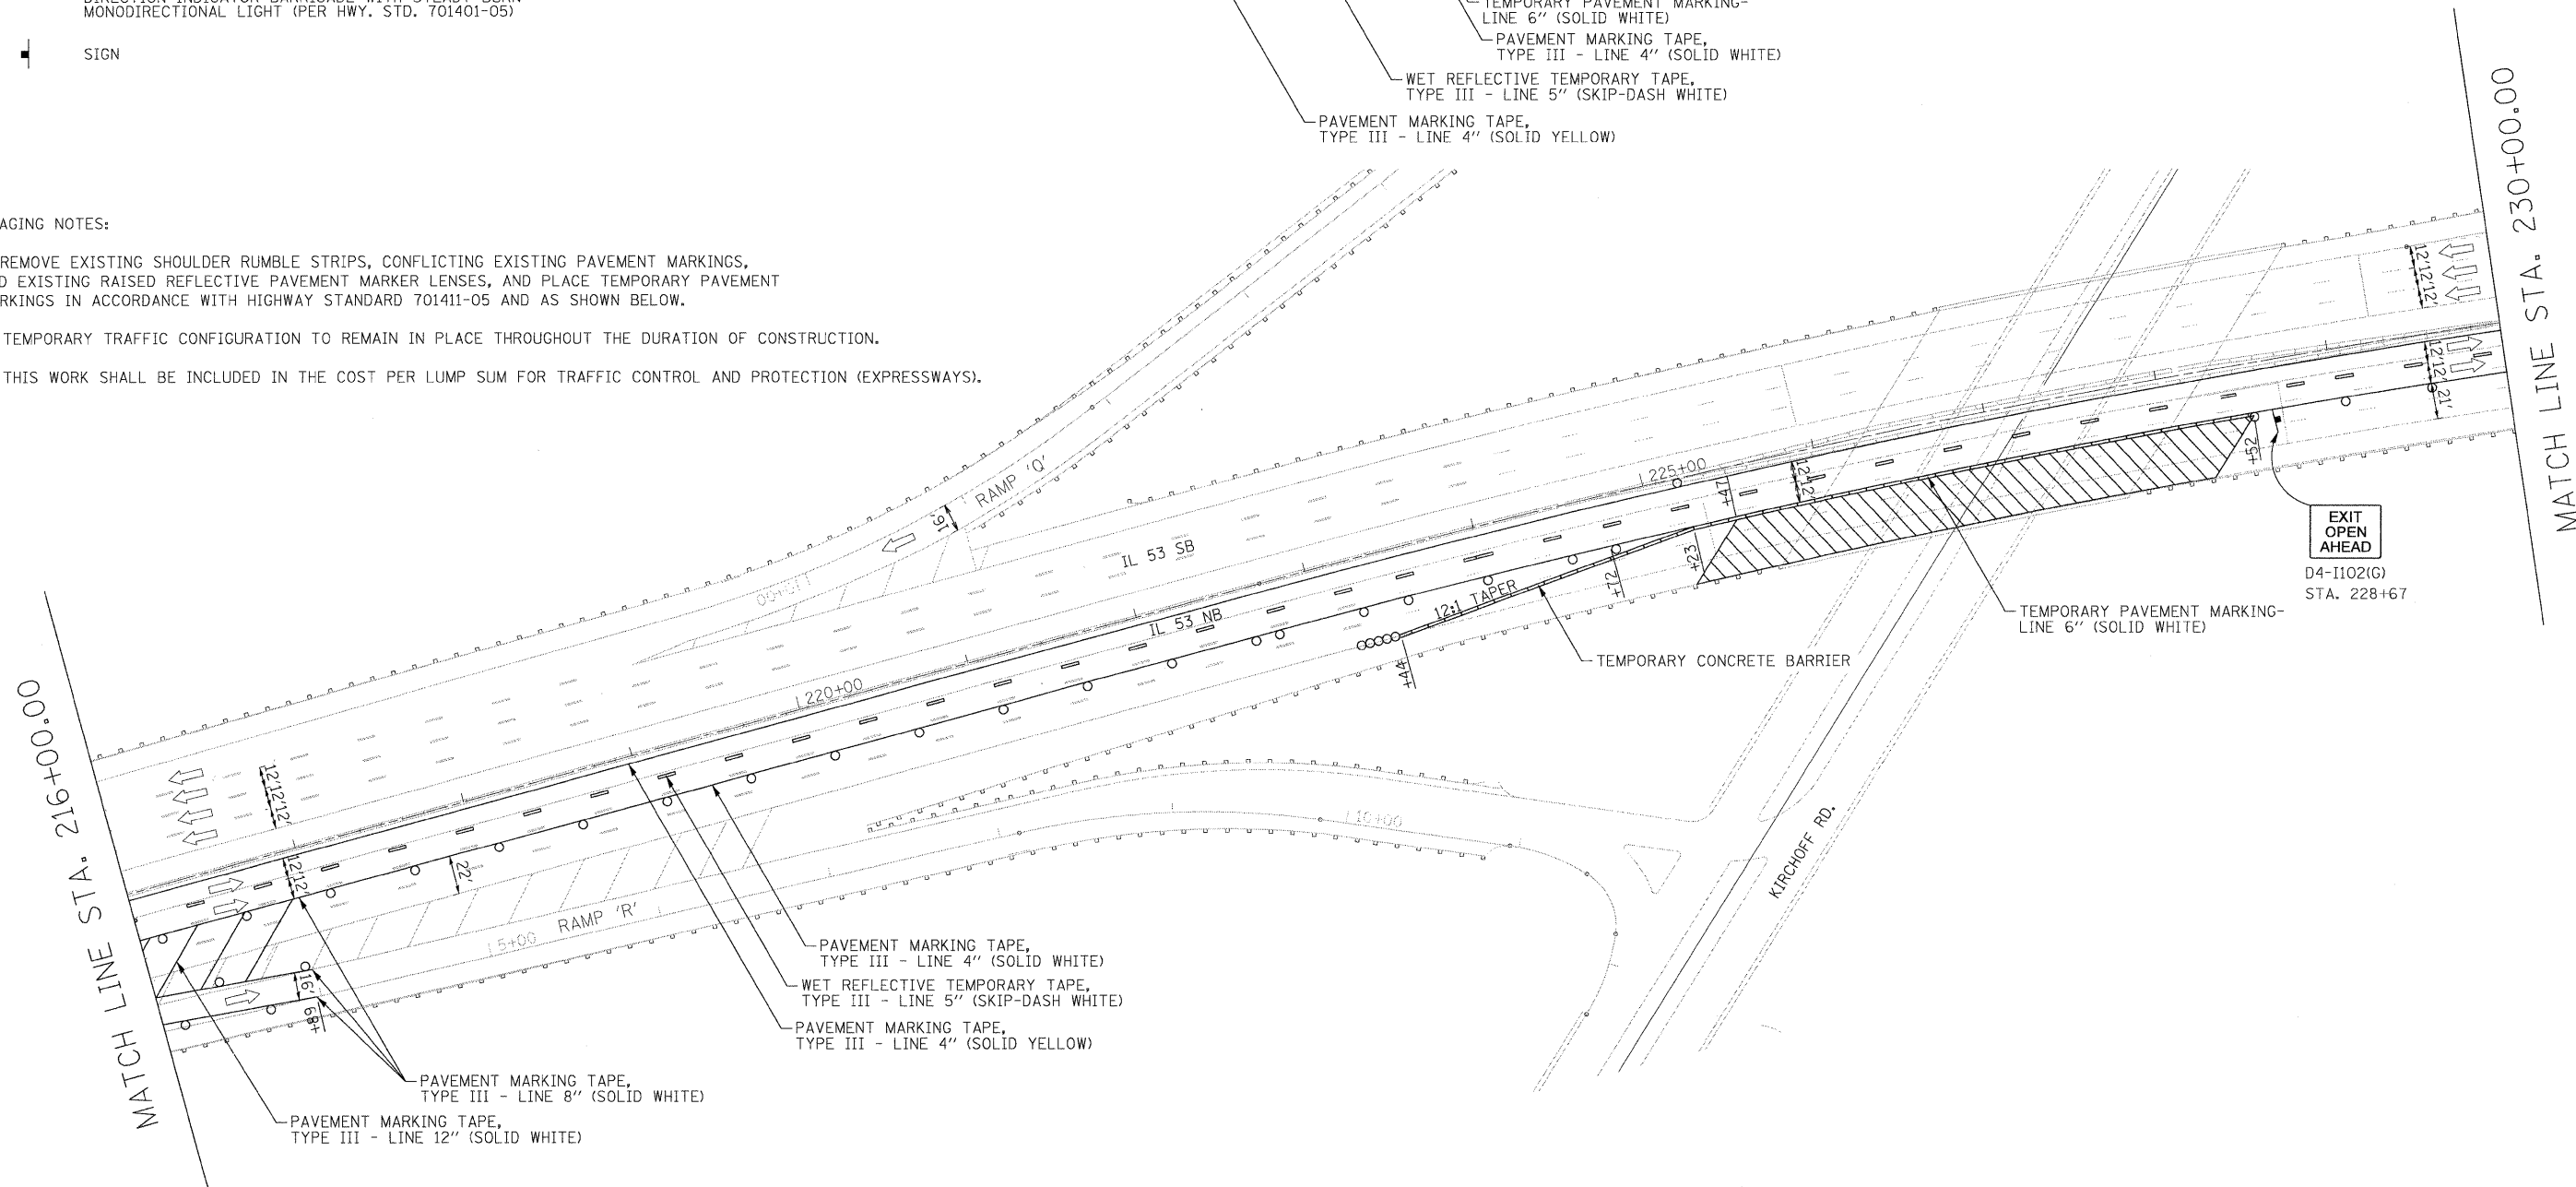 MONODIRECTIONAL LIGHT (PER HWY. STD. 701401-05)
SIGN
TEMPORARY PAVEMENT MARKING-
LINE 6" (SOLID WHITE)
PAVEMENT MARKING TAPE,
TYPE III - LINE 4" (SOLID WHITE)
WET REFLECTIVE TEMPORARY TAPE,
TYPE III - LINE 5" (SKIP-DASH WHITE)
PAVEMENT MARKING TAPE,
TYPE III - LINE 4" (SOLID YELLOW)
AGING NOTES:
REMOVE EXISTING SHOULDER RUMBLE STRIPS, CONFLICTING EXISTING PAVEMENT MARKINGS,
D EXISTING RAISED REFLECTIVE PAVEMENT MARKER LENSES, AND PLACE TEMPORARY PAVEMENT
RKINGS IN ACCORDANCE WITH HIGHWAY STANDARD 701411-05 AND AS SHOWN BELOW.
TEMPORARY TRAFFIC CONFIGURATION TO REMAIN IN PLACE THROUGHOUT THE DURATION OF CONSTRUCTION.
THIS WORK SHALL BE INCLUDED IN THE COST PER LUMP SUM FOR TRAFFIC CONTROL AND PROTECTION (EXPRESSWAYS).
MATCH LINE STA. 230+00.00
12'12'12'
12'12' 21'
+52
EXIT
OPEN
AHEAD
D4-I102(G)
STA. 228+67
RAMP 'Q'
16'
225+00
+47
12'12'
IL 53 SB
IL 53 NB
+23
+72
12:1 TAPER
+44
TEMPORARY PAVEMENT MARKING-
LINE 6" (SOLID WHITE)
TEMPORARY CONCRETE BARRIER
220+00
MATCH LINE STA. 216+00.00
12'12'12'
12'12'
22'
10+00
KIRCHOFF RD.
5+00
RAMP 'R'
16'
+69
PAVEMENT MARKING TAPE,
TYPE III - LINE 4" (SOLID WHITE)
WET REFLECTIVE TEMPORARY TAPE,
TYPE III - LINE 5" (SKIP-DASH WHITE)
PAVEMENT MARKING TAPE,
TYPE III - LINE 4" (SOLID YELLOW)
PAVEMENT MARKING TAPE,
TYPE III - LINE 8" (SOLID WHITE)
PAVEMENT MARKING TAPE,
TYPE III - LINE 12" (SOLID WHITE)